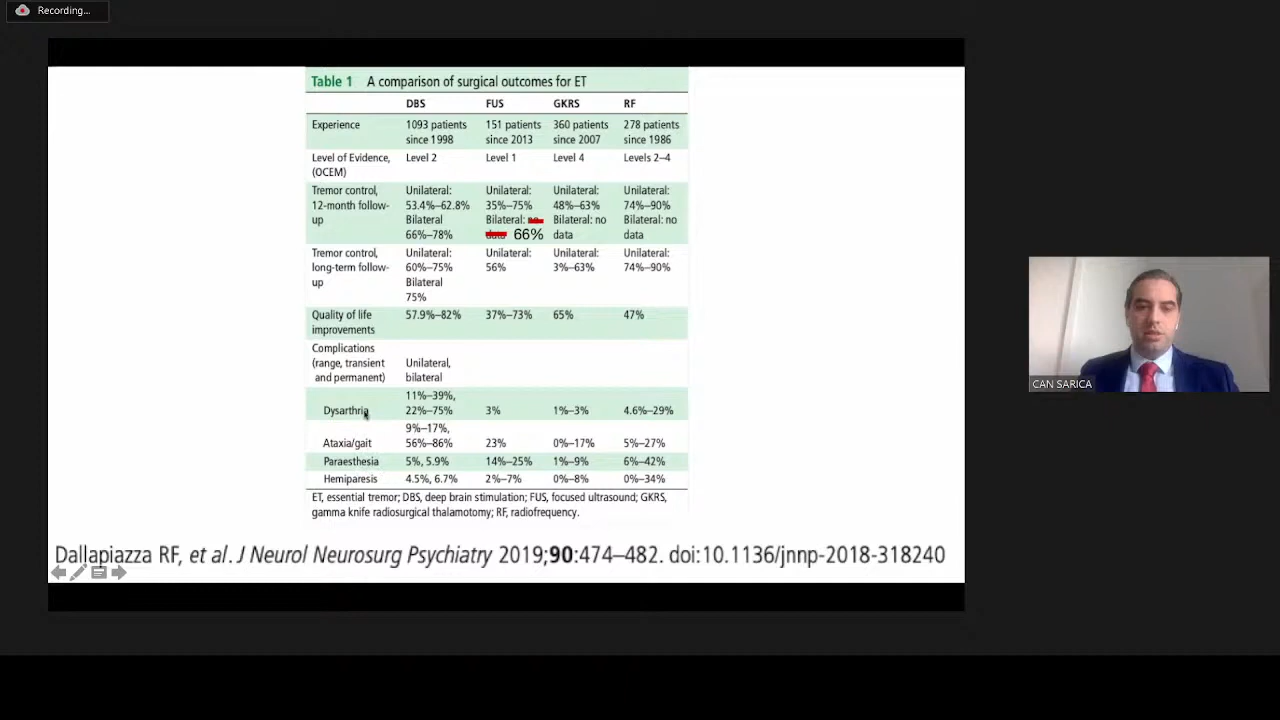 Recording...
Table 1 A comparison of surgical outcomes for ET
DBS FUS GKRS RF
Experience 1093 patients 151 patients 360 patients 278 patients
since 1998 since 2013 since 2007 since 1986
Level of Evidence, Level 2 Level 1 Level 4 Levels 2–4
(OCEM)
Tremor control, Unilateral: Unilateral: Unilateral: Unilateral:
12-month follow- 53.4%–62.8% 35%–75% 48%–63% 74%–90%
up Bilateral Bilateral: no Bilateral: no Bilateral: no
66%–78% data 66% data data
Tremor control, Unilateral: Unilateral: Unilateral: Unilateral:
long-term follow- 60%–75% 56% 3%–63% 74%–90%
up Bilateral
75%
Quality of life 57.9%–82% 37%–73% 65% 47%
improvements
Complications
(range, transient Unilateral,
and permanent) bilateral
11%–39%,
Dysarthria 22%–75% 3% 1%–3% 4.6%–29%
9%–17%,
Ataxia/gait 56%–86% 23% 0%–17% 5%–27%
Paraesthesia 5%, 5.9% 14%–25% 1%–9% 6%–42%
Hemiparesis 4.5%, 6.7% 2%–7% 0%–8% 0%–34%
ET, essential tremor; DBS, deep brain stimulation; FUS, focused ultrasound; GKRS,
gamma knife radiosurgical thalamotomy; RF, radiofrequency.
Dallapiazza RF, et al. J Neurol Neurosurg Psychiatry 2019;90:474–482. doi:10.1136/jnnp-2018-318240
CAN SARICA